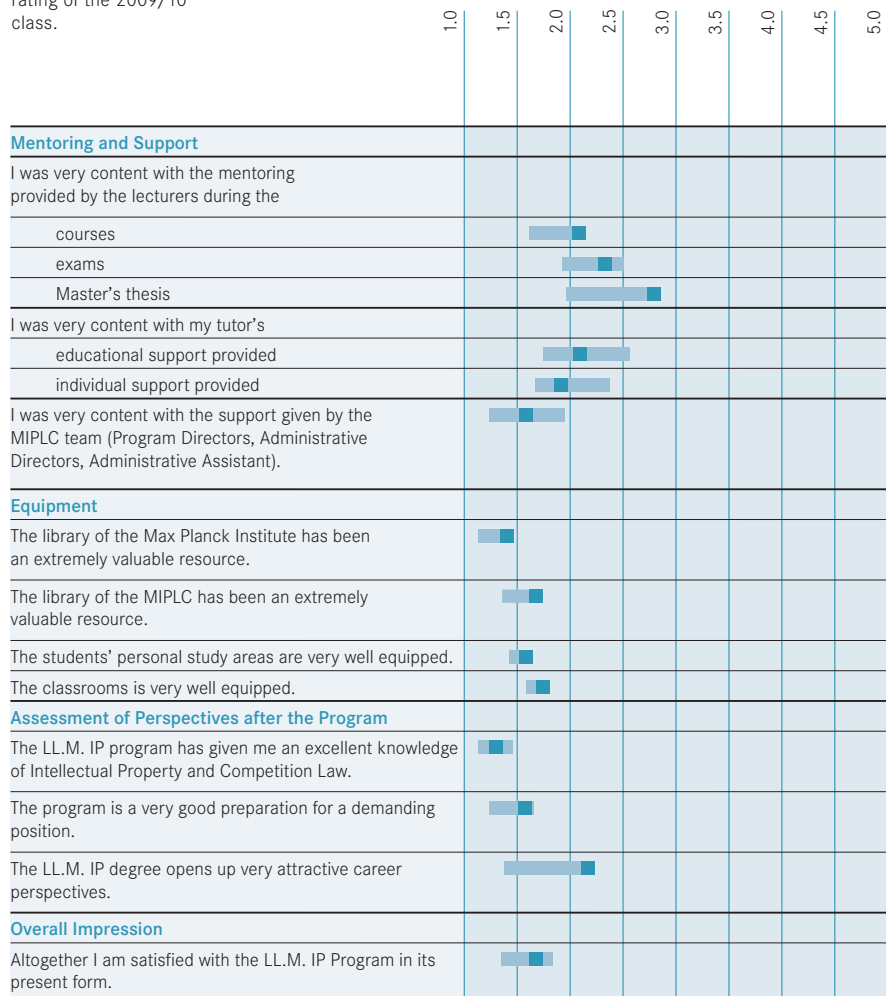 rating of the 2009/10
class.
1.0
1.5
2.0
2.5
3.0
3.5
4.0
4.5
5.0
Mentoring and Support
I was very content with the mentoring
provided by the lecturers during the
courses
exams
Master's thesis
I was very content with my tutor's
educational support provided
individual support provided
I was very content with the support given by the
MIPLC team (Program Directors, Administrative
Directors, Administrative Assistant).
Equipment
The library of the Max Planck Institute has been
an extremely valuable resource.
The library of the MIPLC has been an extremely
valuable resource.
The students' personal study areas are very well equipped.
The classrooms is very well equipped.
Assessment of Perspectives after the Program
The LL.M. IP program has given me an excellent knowledge
of Intellectual Property and Competition Law.
The program is a very good preparation for a demanding
position.
The LL.M. IP degree opens up very attractive career
perspectives.
Overall Impression
Altogether I am satisfied with the LL.M. IP Program in its
present form.